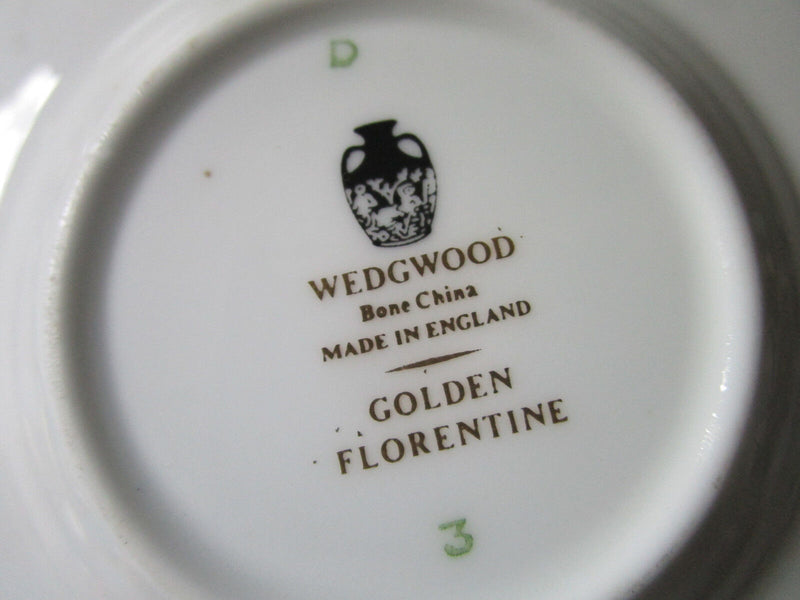 D
WEDGWOOD
Bone China
MADE IN ENGLAND
GOLDEN
FLORENTINE
3